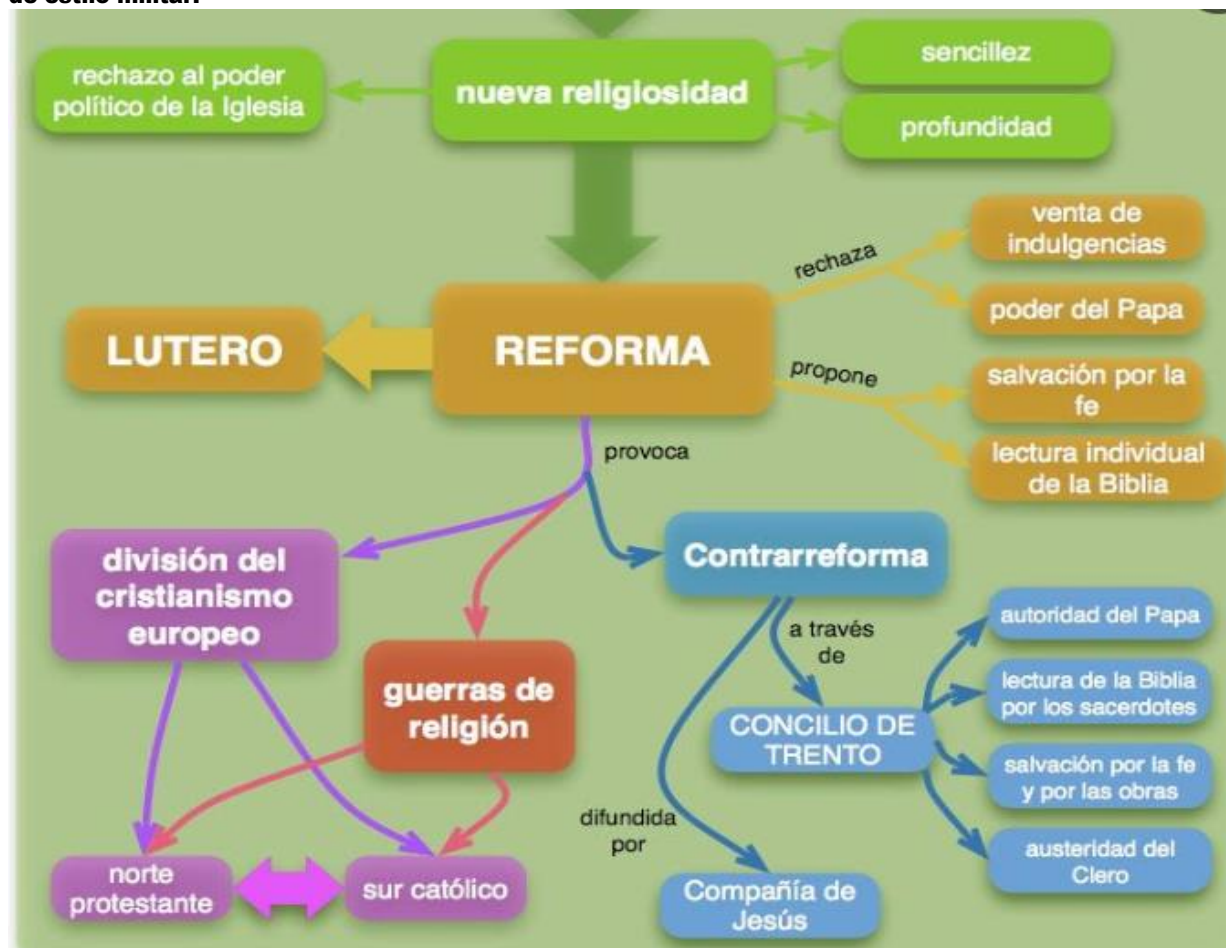 de estilo militar.
rechazo al poder
político de la Iglesia
nueva religiosidad
sencillez
profundidad
venta de
indulgencias
rechaza
poder del Papa
LUTERO
REFORMA
propone
salvación por la
fe
lectura individual
de la Biblia
provoca
división del
cristianismo
europeo
Contrarreforma
guerras de
religión
a través
de
CONCILIO DE
TRENTO
autoridad del Papa
lectura de la Biblia
por los sacerdotes
salvación por la fe
y por las obras
austeridad del
Clero
difundida
por
norte
protestante
sur católico
Compañía de
Jesús